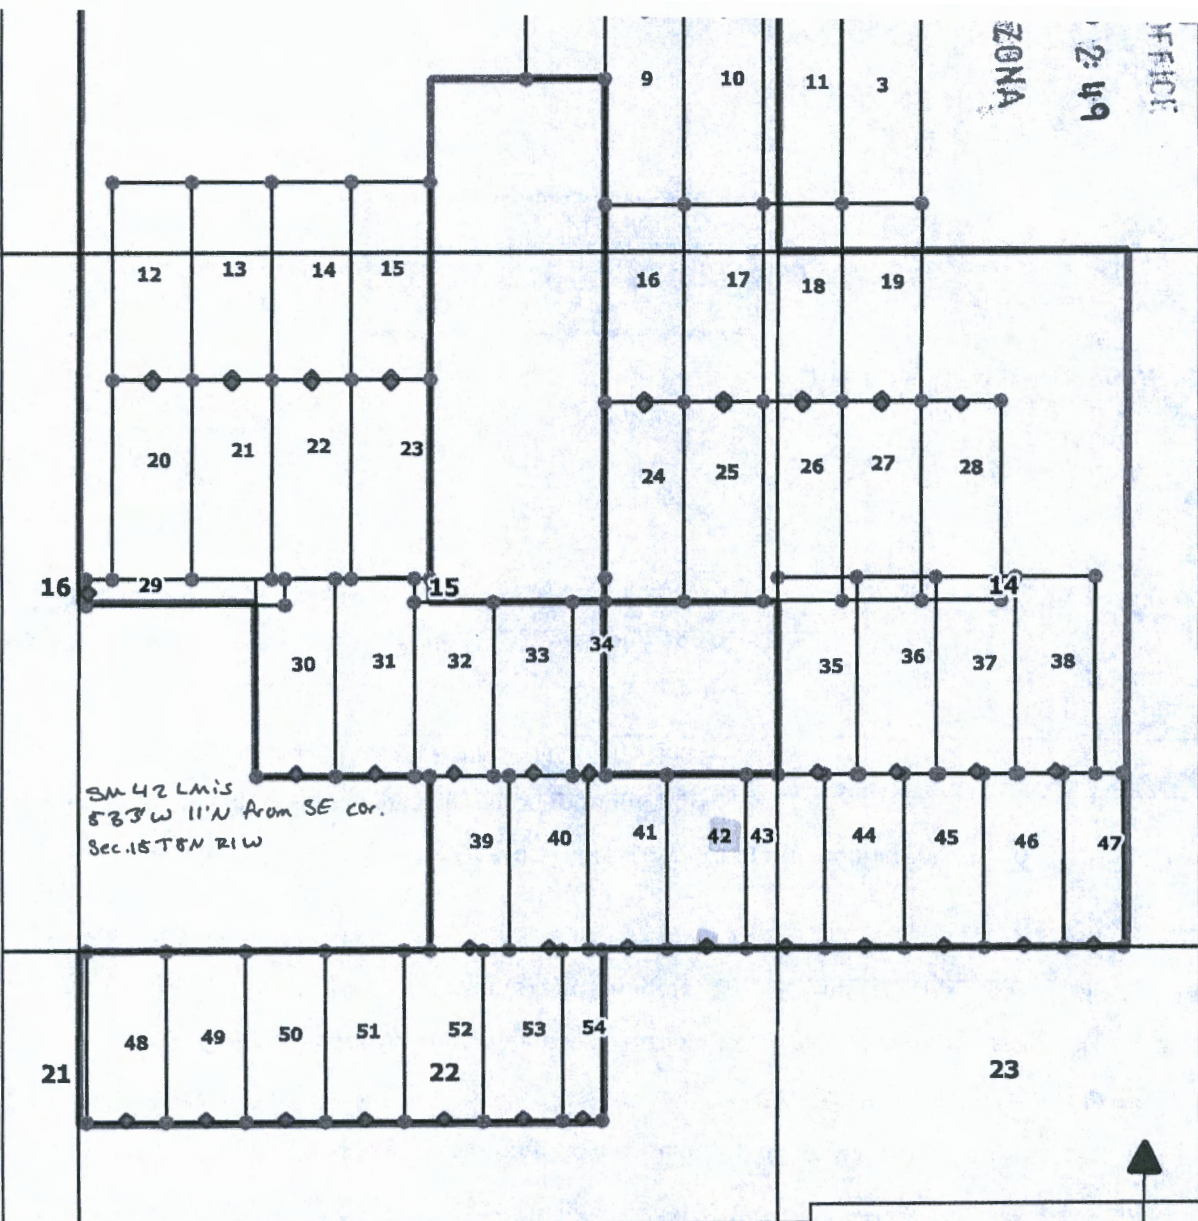 OFFICE
2:49
ZONA
9 10 11 3
12 13 14 15 16 17 18 19
20 21 22 23 24 25 26 27 28
16 29 15 14
30 31 32 33 34 35 36 37 38
SM 42 LMis
533'W 11'N from SE cor.
Sec.15 T8N R1W
39 40 41 42 43 44 45 46 47
48 49 50 51 52 53 54
21 22 23